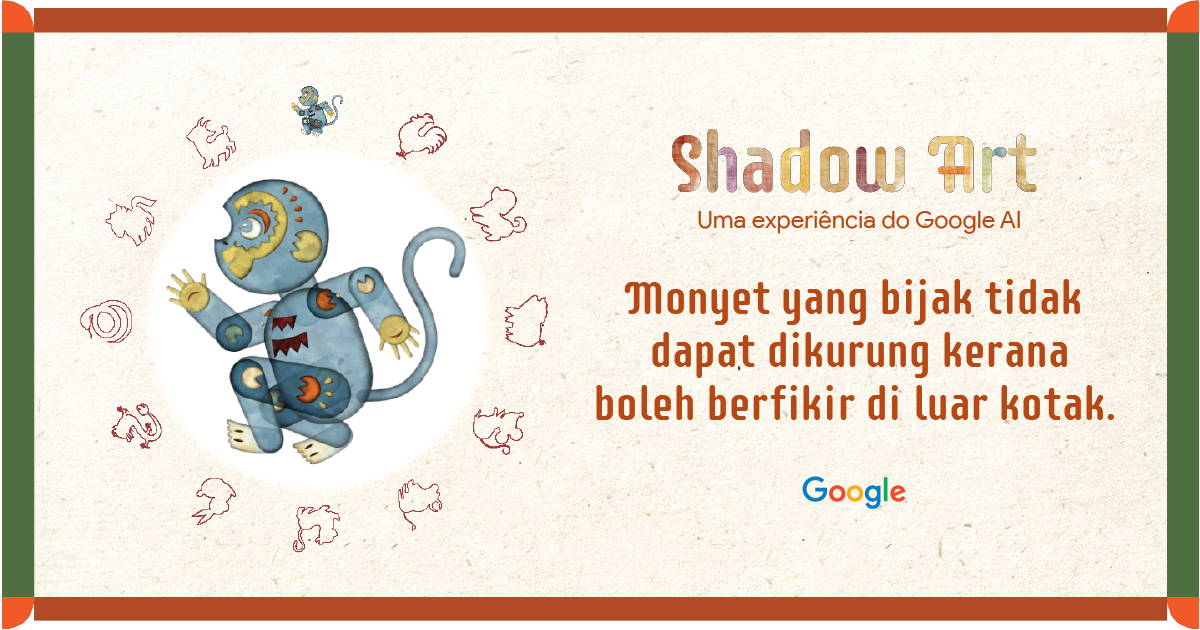 Shadow Art
Uma experiência do Google AI
Monyet yang bijak tidak
dapat dikurung kerana
boleh berfikir di luar kotak.
Google